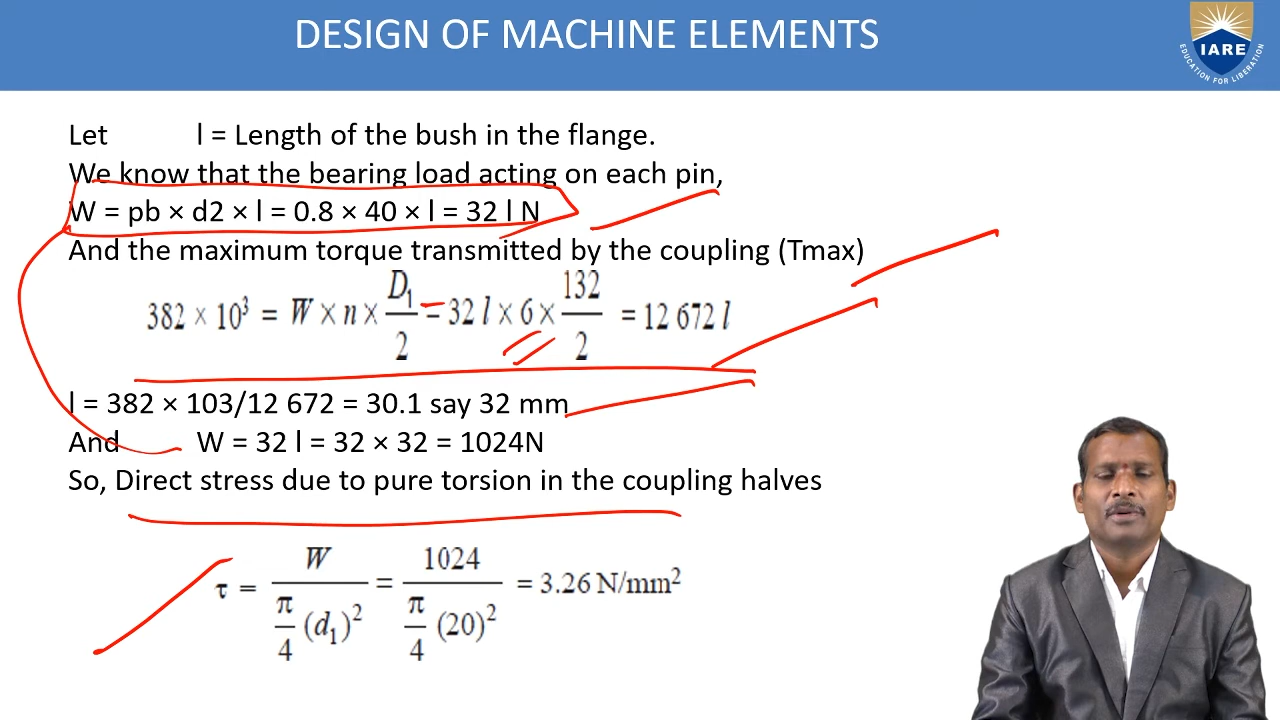 DESIGN OF MACHINE ELEMENTS
IARE
EDUCATION FOR LIBERATION
Let l = Length of the bush in the flange.
We know that the bearing load acting on each pin,
W = pb × d2 × l = 0.8 × 40 × l = 32 l N
And the maximum torque transmitted by the coupling (Tmax)
382 × 10³ = W × n × D₁/2 = 32 l × 6 × 132/2 = 12 672 l
l = 382 × 103/12 672 = 30.1 say 32 mm
And W = 32 l = 32 × 32 = 1024N
So, Direct stress due to pure torsion in the coupling halves
τ = W / (π/4 (d₁)²) = 1024 / (π/4 (20)²) = 3.26 N/mm²